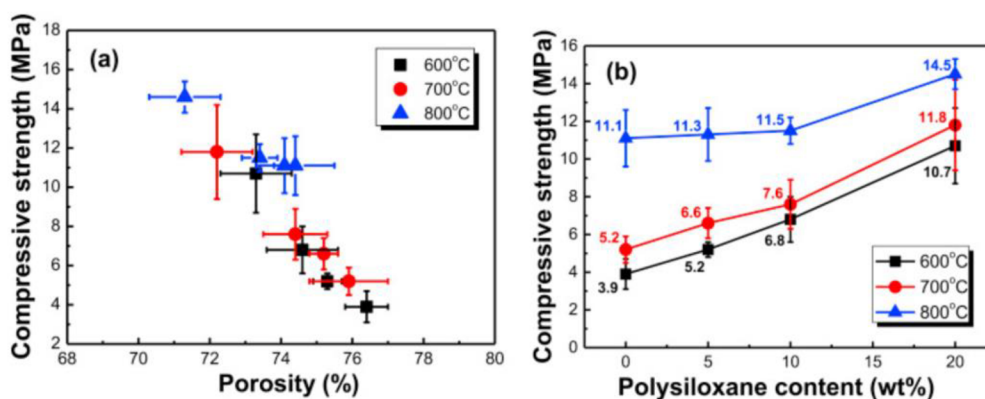 (a)
Compressive strength (MPa)
18
16
14
12
10
8
6
4
2
68 70 72 74 76 78 80
Porosity (%)
600°C
700°C
800°C
(b)
Compressive strength (MPa)
16
14
12
10
8
6
4
2
0
0 5 10 15 20
Polysiloxane content (wt%)
11.1 11.3 11.5 14.5
5.2 6.6 7.6 11.8
3.9 5.2 6.8 10.7
600°C
700°C
800°C